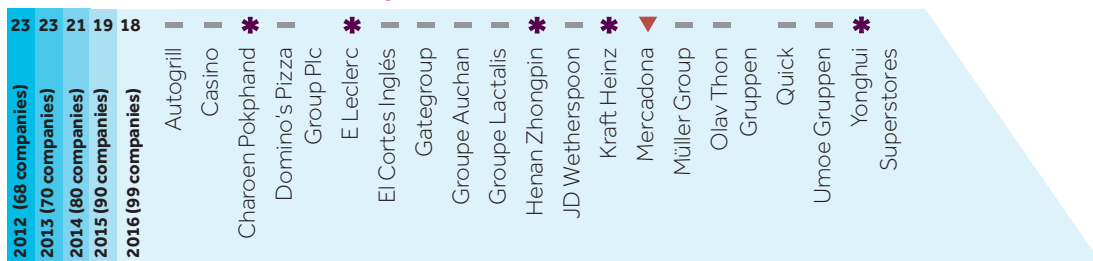 23 23 21 19 18
2012 (68 companies)
2013 (70 companies)
2014 (80 companies)
2015 (90 companies)
2016 (99 companies)
Autogrill
Casino
Charoen Pokphand
Domino's Pizza
Group Plc
E Leclerc
El Cortes Inglés
Gategroup
Groupe Auchan
Groupe Lactalis
Henan Zhongpin
JD Wetherspoon
Kraft Heinz
Mercadona
Müller Group
Olav Thon
Gruppen
Quick
Umoe Gruppen
Yonghui
Superstores